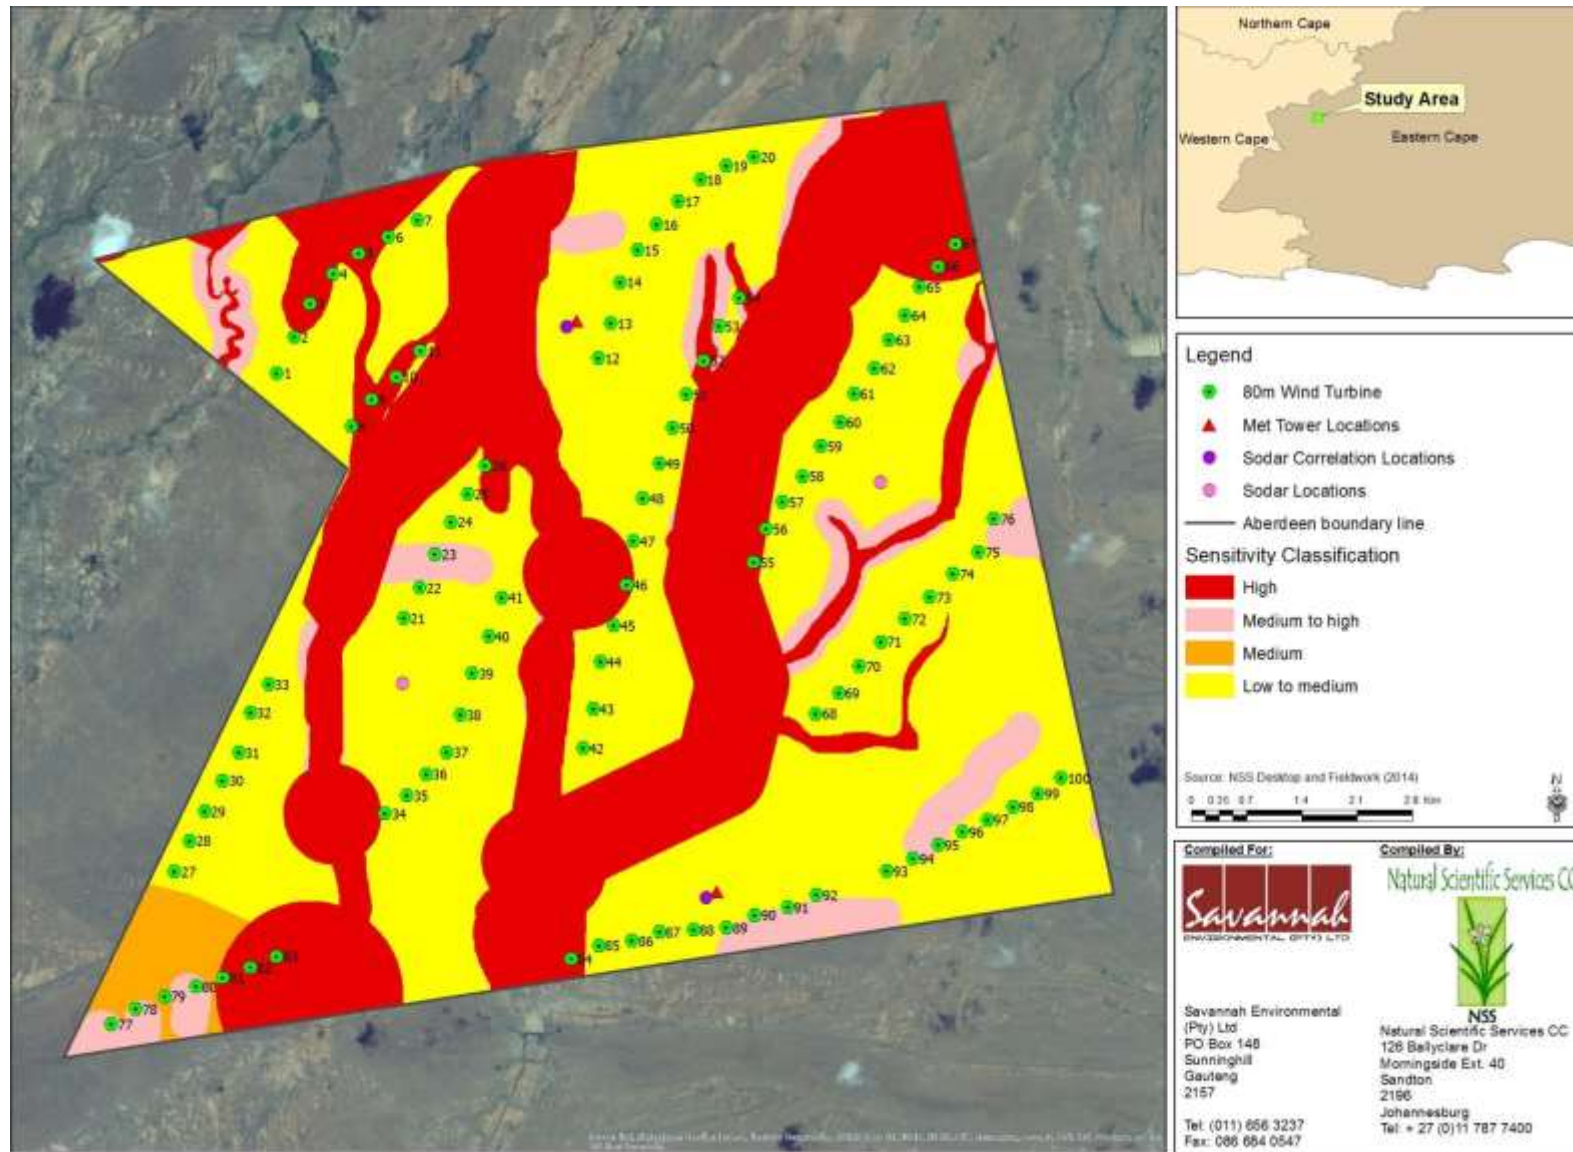 Northern Cape
Study Area
Western Cape
Eastern Cape
Legend
80m Wind Turbine
Met Tower Locations
Sodar Correlation Locations
Sodar Locations
Aberdeen boundary line
Sensitivity Classification
High
Medium to high
Medium
Low to medium
Source: NSS Desktop and Fieldwork (2014)
N
Compiled For:
Savannah
ENVIRONMENTAL (PTY) LTD
Savannah Environmental
(Pty) Ltd
PO Box 148
Sunninghill
Gauteng
2157
Tel: (011) 656 3237
Fax: 086 684 0547
Compiled By:
Natural Scientific Services CC
NSS
Natural Scientific Services CC
126 Ballyclare Dr
Morningside Ext. 40
Sandton
2196
Johannesburg
Tel: + 27 (0)11 787 7400
20
19
18
17
7
16
6
15
4
14
65
13
64
53
2
63
12
62
1
61
60
59
49
58
25
48
57
24
76
56
47
23
75
55
22
46
74
41
73
21
45
72
40
71
44
70
39
33
69
43
32
38
68
42
31
37
30
36
100
35
99
29
34
98
97
28
96
95
94
27
93
92
91
90
89
88
87
86
85
79
78
77